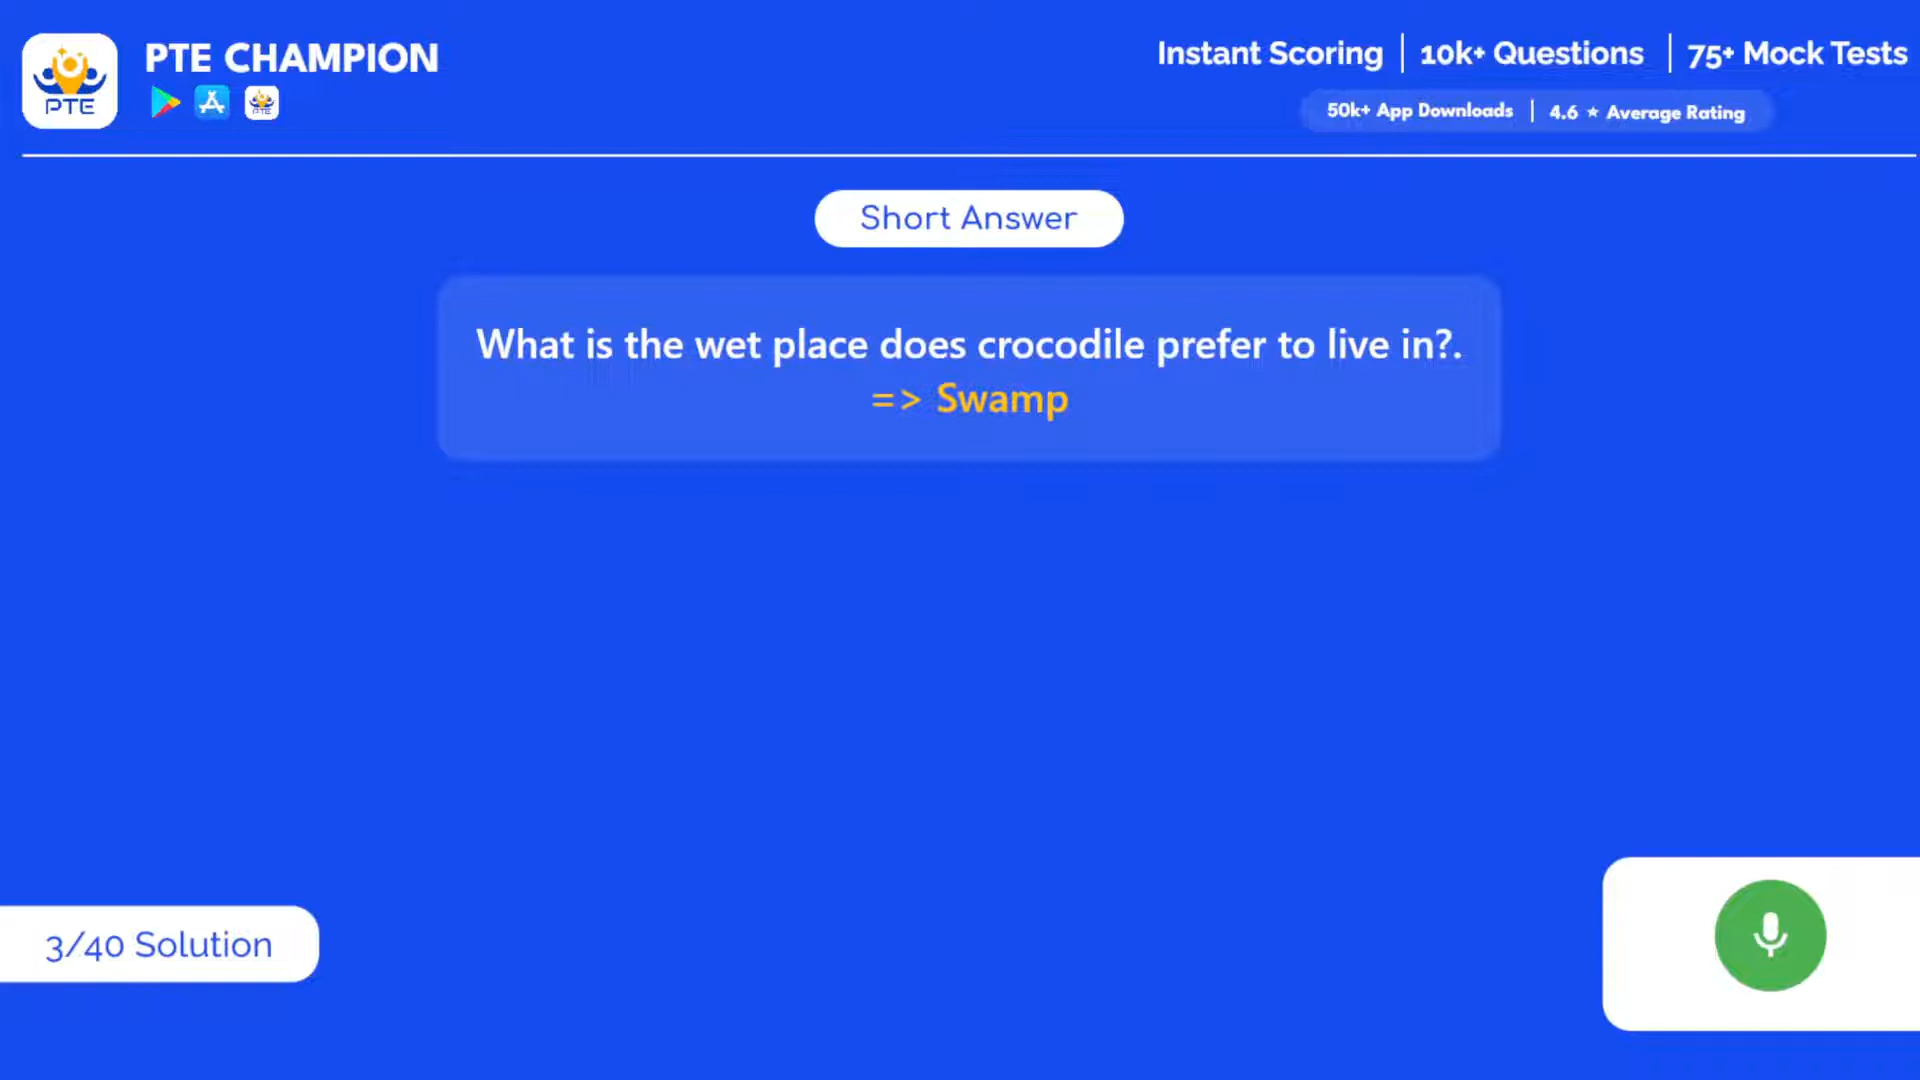 PTE CHAMPION
PTE
Instant Scoring | 10k+ Questions | 75+ Mock Tests
50k+ App Downloads | 4.6 ★ Average Rating
Short Answer
What is the wet place does crocodile prefer to live in?.
=> Swamp
3/40 Solution